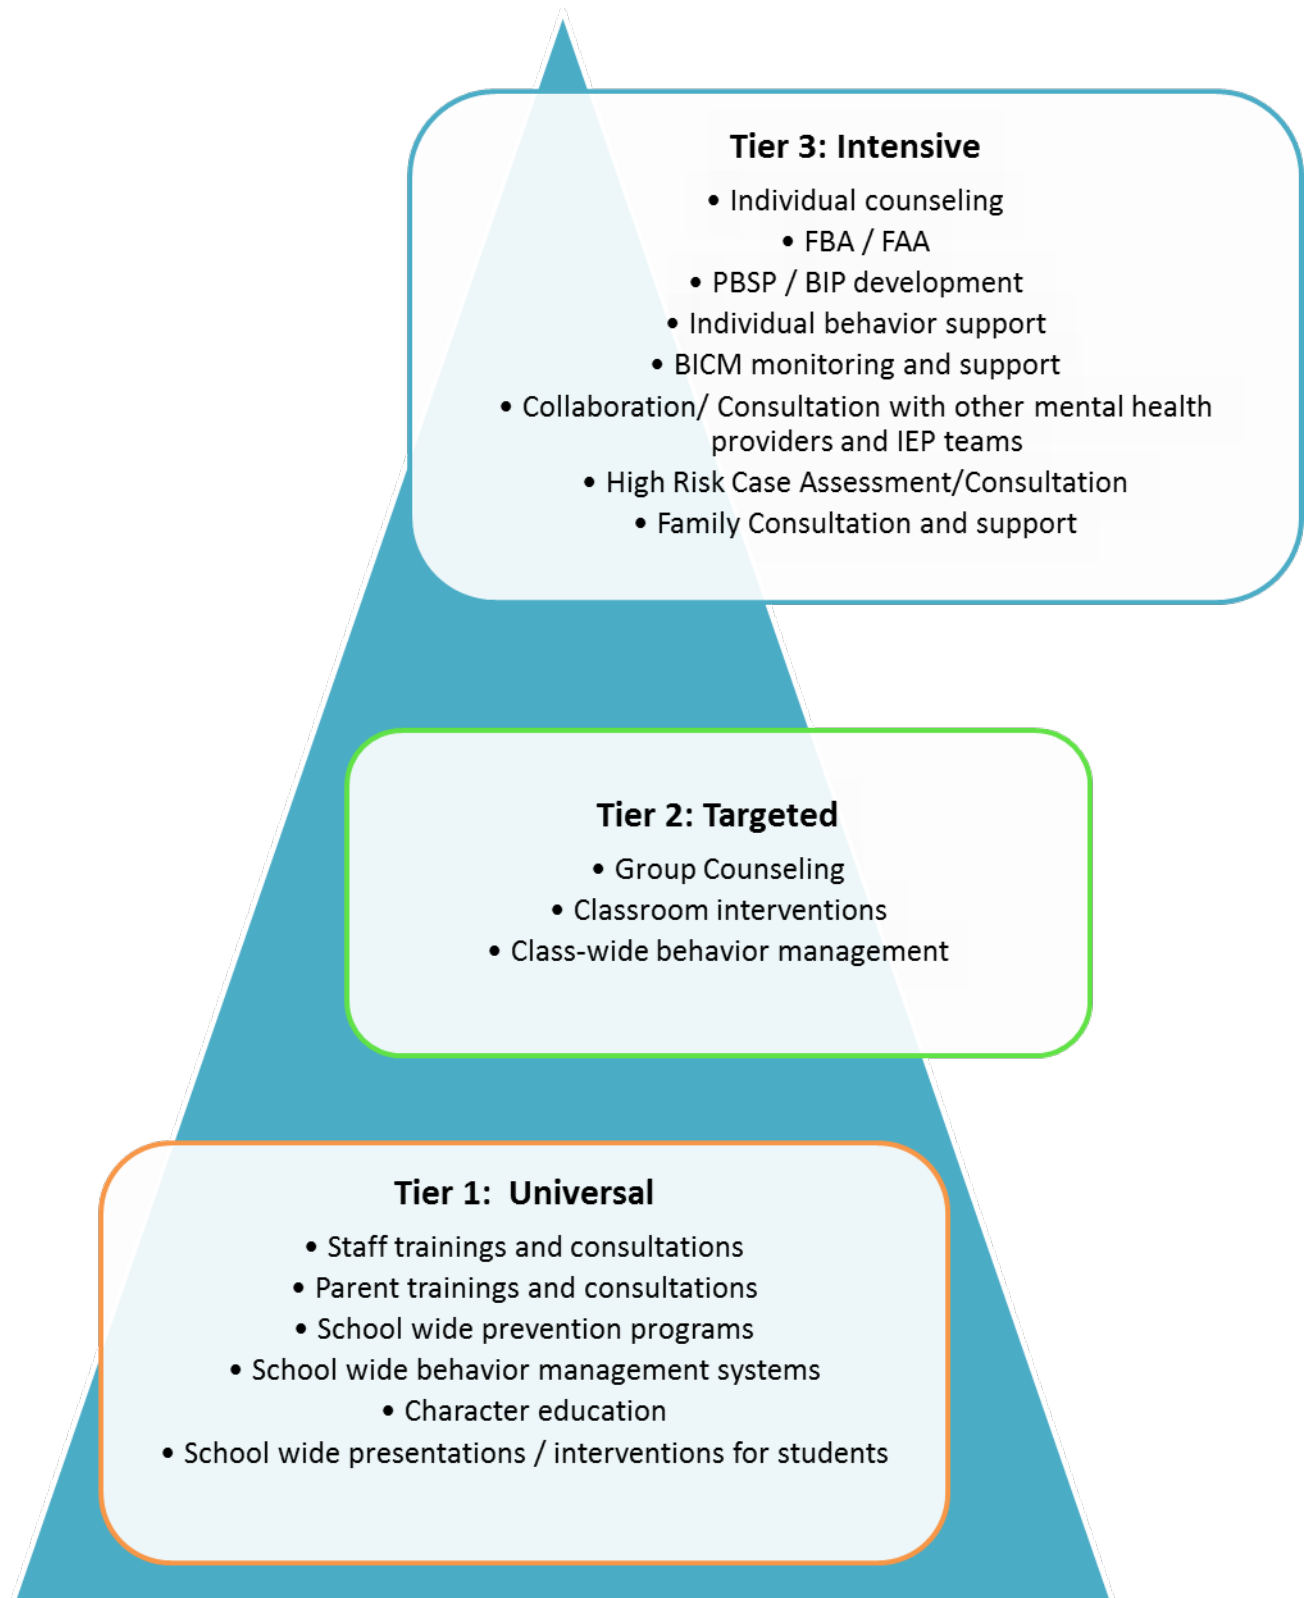 Tier 3: Intensive
• Individual counseling
• FBA / FAA
• PBSP / BIP development
• Individual behavior support
• BICM monitoring and support
• Collaboration/ Consultation with other mental health
providers and IEP teams
• High Risk Case Assessment/Consultation
• Family Consultation and support
Tier 2: Targeted
• Group Counseling
• Classroom interventions
• Class-wide behavior management
Tier 1:  Universal
• Staff trainings and consultations
• Parent trainings and consultations
• School wide prevention programs
• School wide behavior management systems
• Character education
• School wide presentations / interventions for students